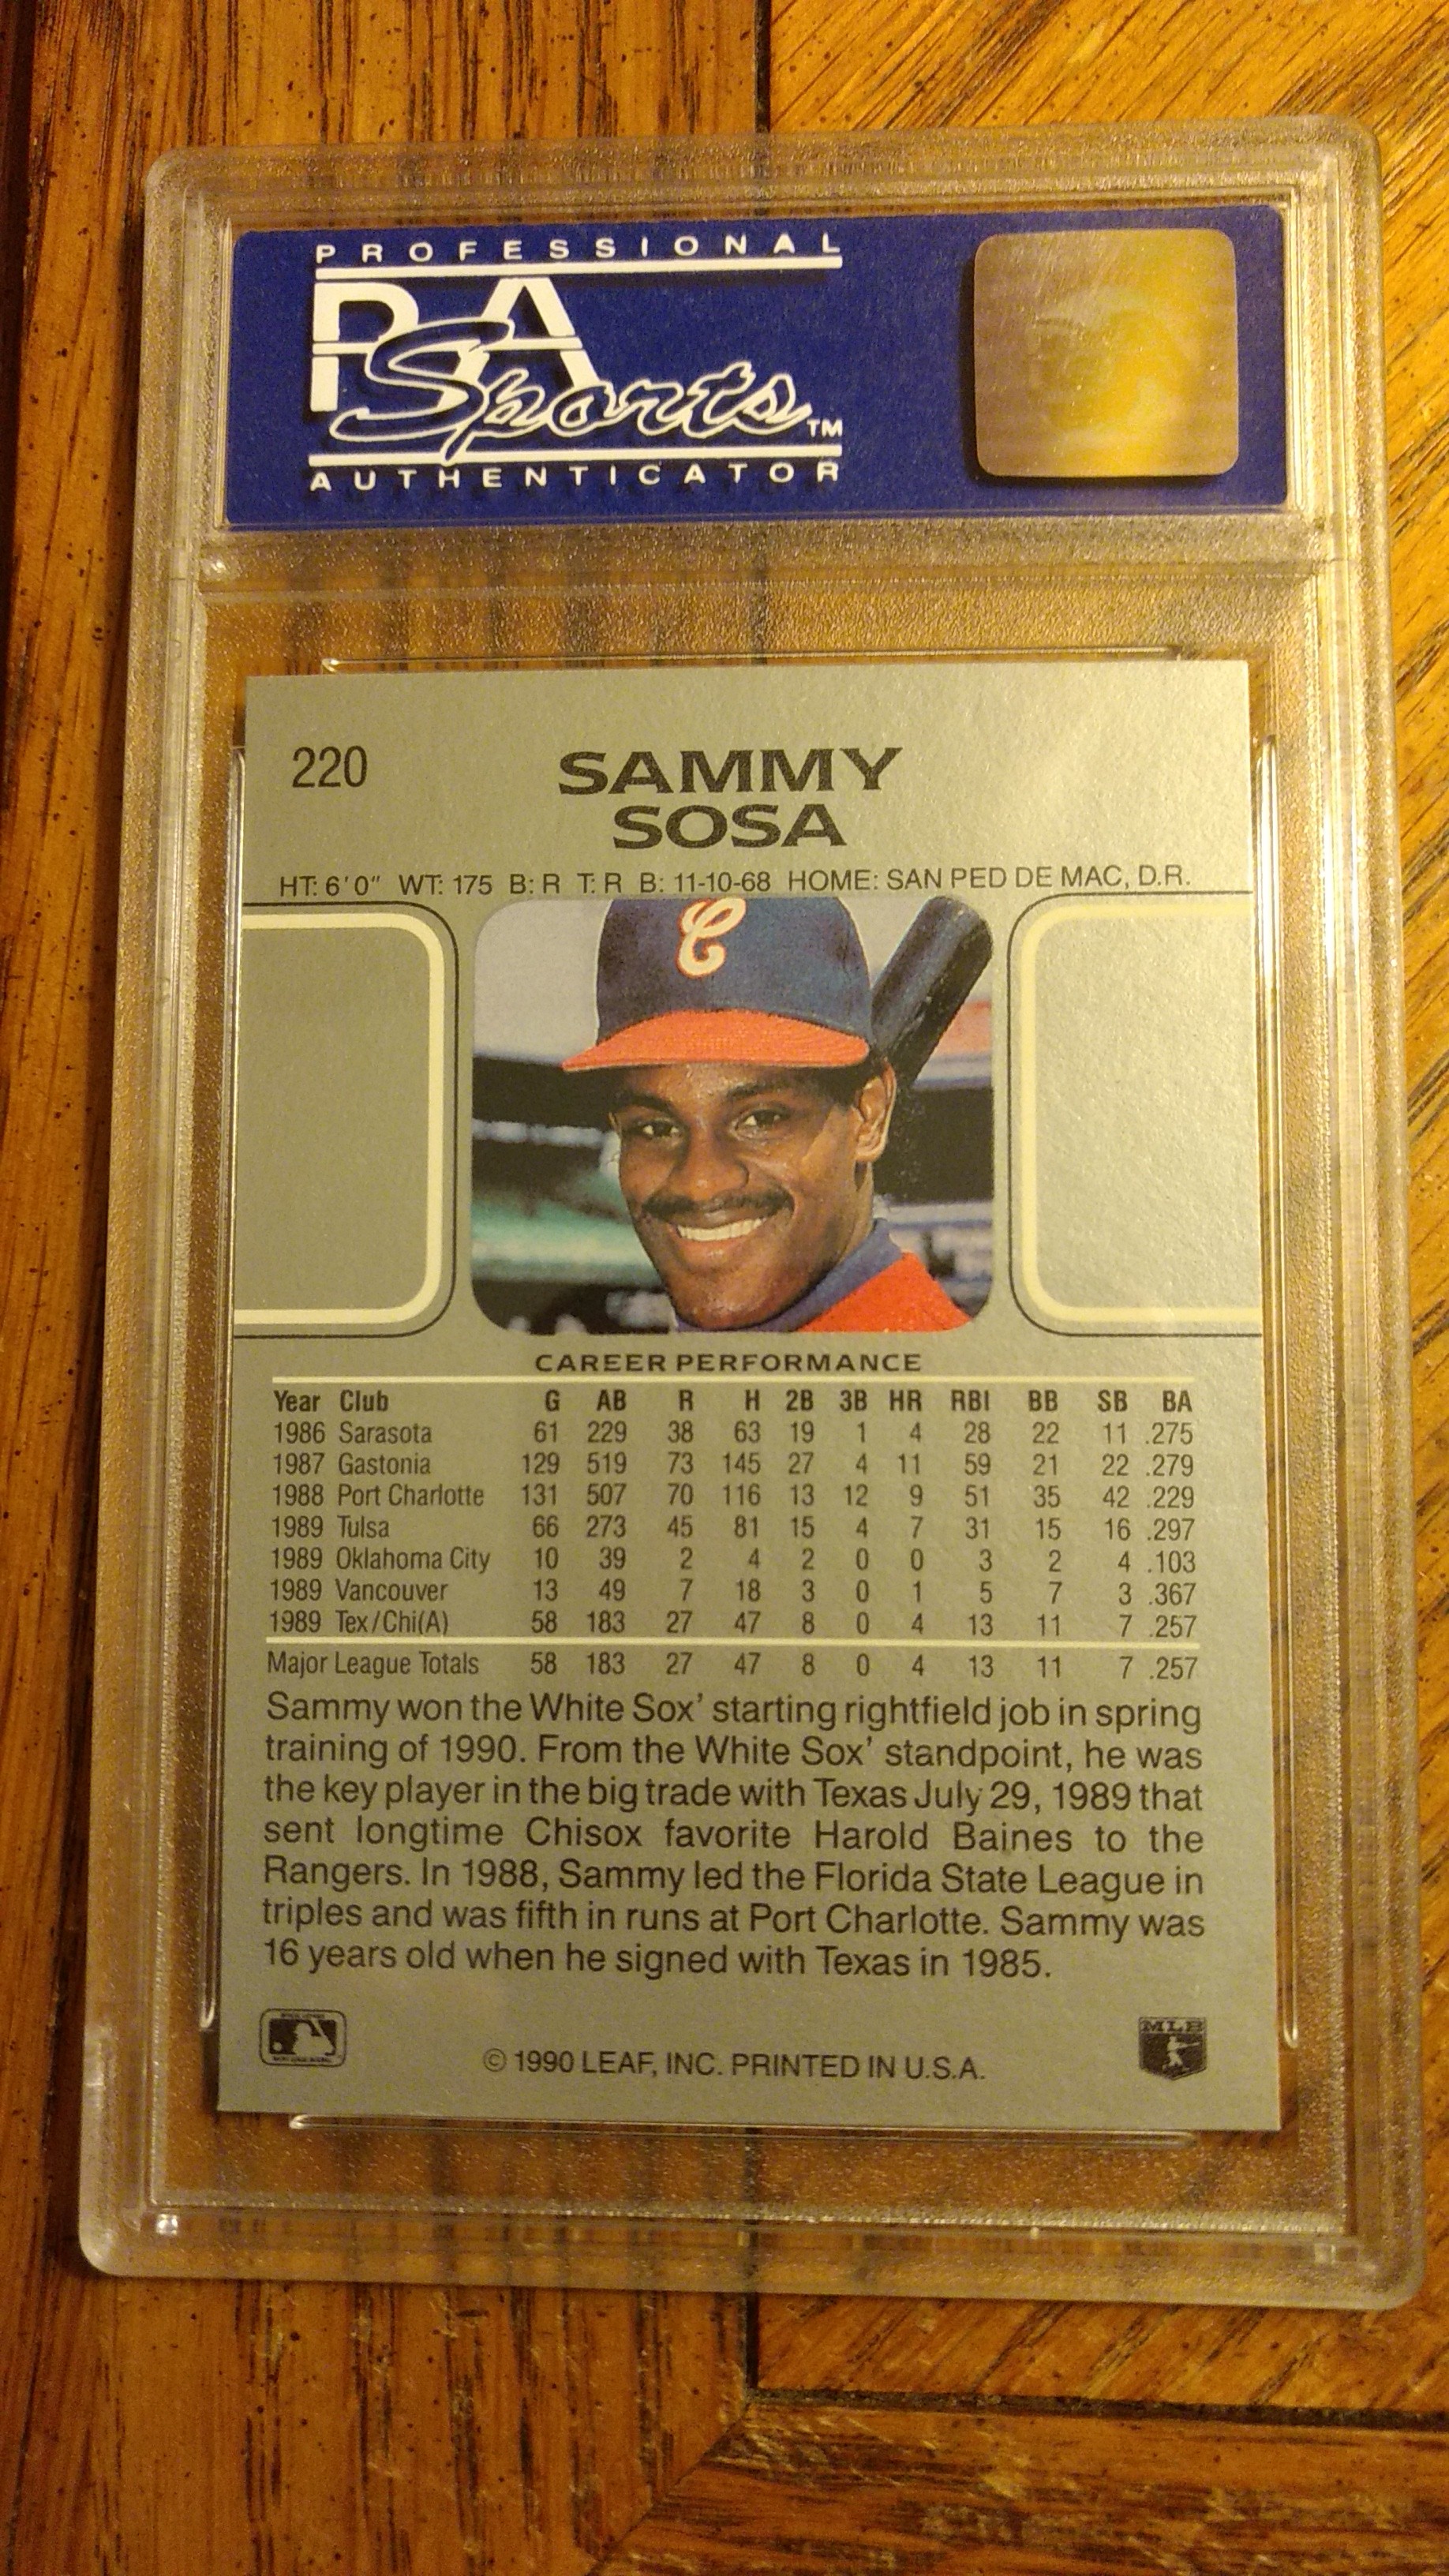 PROFESSIONAL
PSA
Sports™
AUTHENTICATOR
220
SAMMY
SOSA
HT: 6'0" WT: 175 B: R T: R B: 11-10-68 HOME: SAN PED DE MAC, D.R.
C
CAREER PERFORMANCE
Year Club G AB R H 2B 3B HR RBI BB SB BA
1986 Sarasota 61 229 38 63 19 1 4 28 22 11 .275
1987 Gastonia 129 519 73 145 27 4 11 59 21 22 .279
1988 Port Charlotte 131 507 70 116 13 12 9 51 35 42 .229
1989 Tulsa 66 273 45 81 15 4 7 31 15 16 .297
1989 Oklahoma City 10 39 2 4 2 0 0 3 2 4 .103
1989 Vancouver 13 49 7 18 3 0 1 5 7 3 .367
1989 Tex/Chi(A) 58 183 27 47 8 0 4 13 11 7 .257
Major League Totals 58 183 27 47 8 0 4 13 11 7 .257
Sammy won the White Sox' starting rightfield job in spring
training of 1990. From the White Sox' standpoint, he was
the key player in the big trade with Texas July 29, 1989 that
sent longtime Chisox favorite Harold Baines to the
Rangers. In 1988, Sammy led the Florida State League in
triples and was fifth in runs at Port Charlotte. Sammy was
16 years old when he signed with Texas in 1985.
© 1990 LEAF, INC. PRINTED IN U.S.A.
MLB